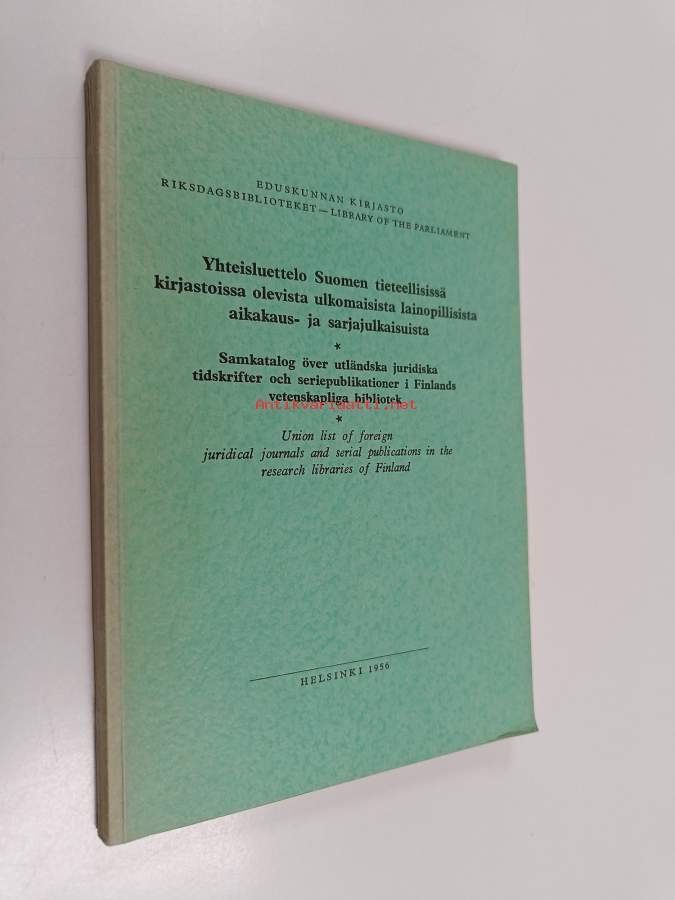 EDUSKUNNAN KIRJASTO
RIKSDAGSBIBLIOTEKET — LIBRARY OF THE PARLIAMENT
Yhteisluettelo Suomen tieteellisissä
kirjastoissa olevista ulkomaisista lainopillisista
aikakaus- ja sarjajulkaisuista
*
Samkatalog över utländska juridiska
tidskrifter och seriepublikationer i Finlands
vetenskapliga bibliotek
Antikvariaatti.net
*
Union list of foreign
juridical journals and serial publications in the
research libraries of Finland
HELSINKI 1956